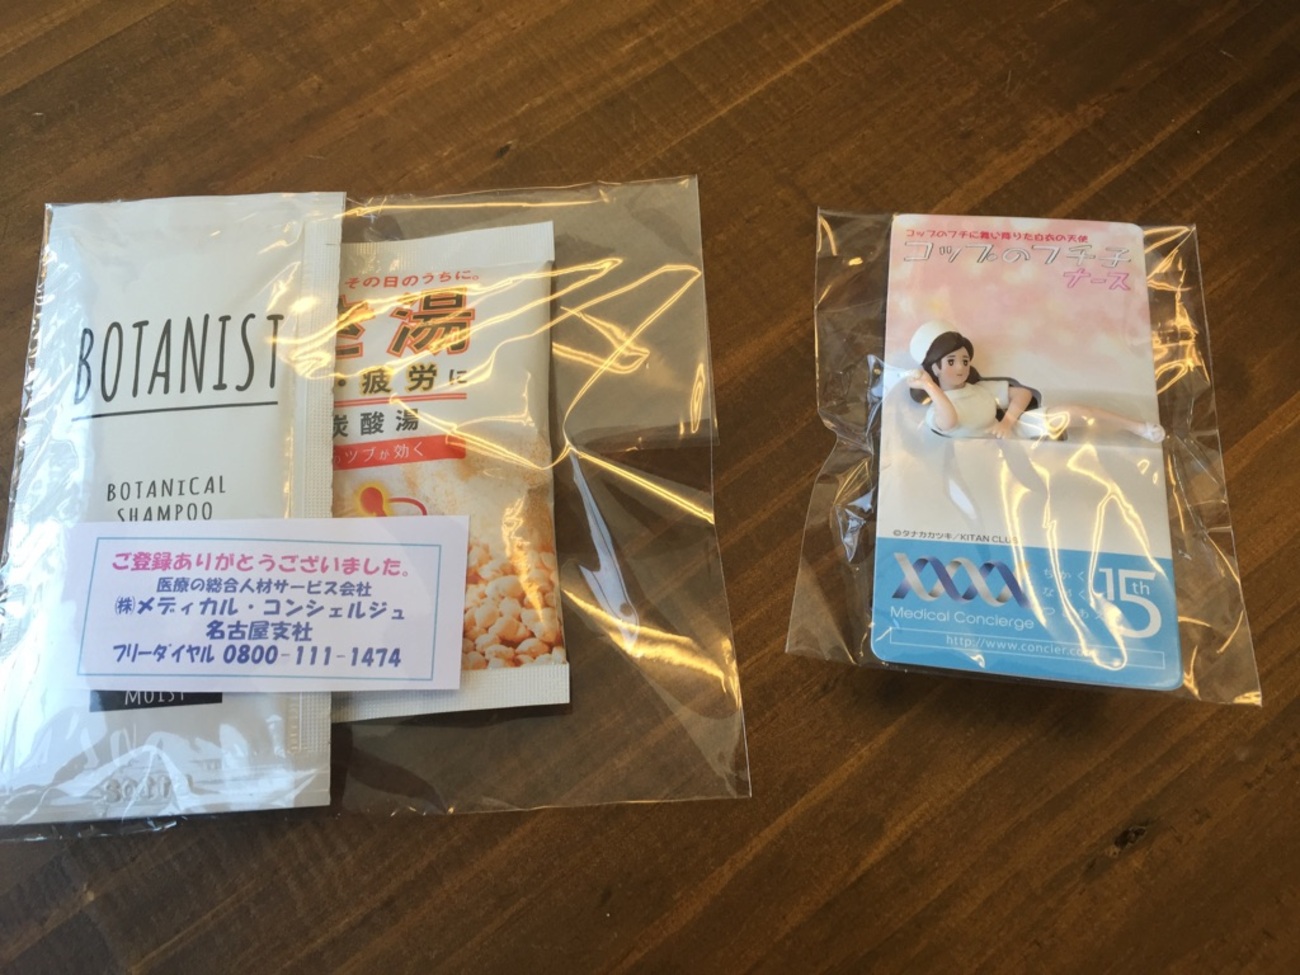 BOTANIST
BOTANICAL
SHAMPOO
ご登録ありがとうございました。
医療の総合人材サービス会社
㈱メディカル・コンシェルジュ
名古屋支社
フリーダイヤル 0800-111-1474
MOIST
その日のうちに。
湯
・疲労に
炭酸湯
つブが効く
コップのフチに舞い降りた白衣の天使
コップのフチ子
ナース
©タナカカツキ/KITAN CLUB
Medical Concierge
15th
http://www.concier.co